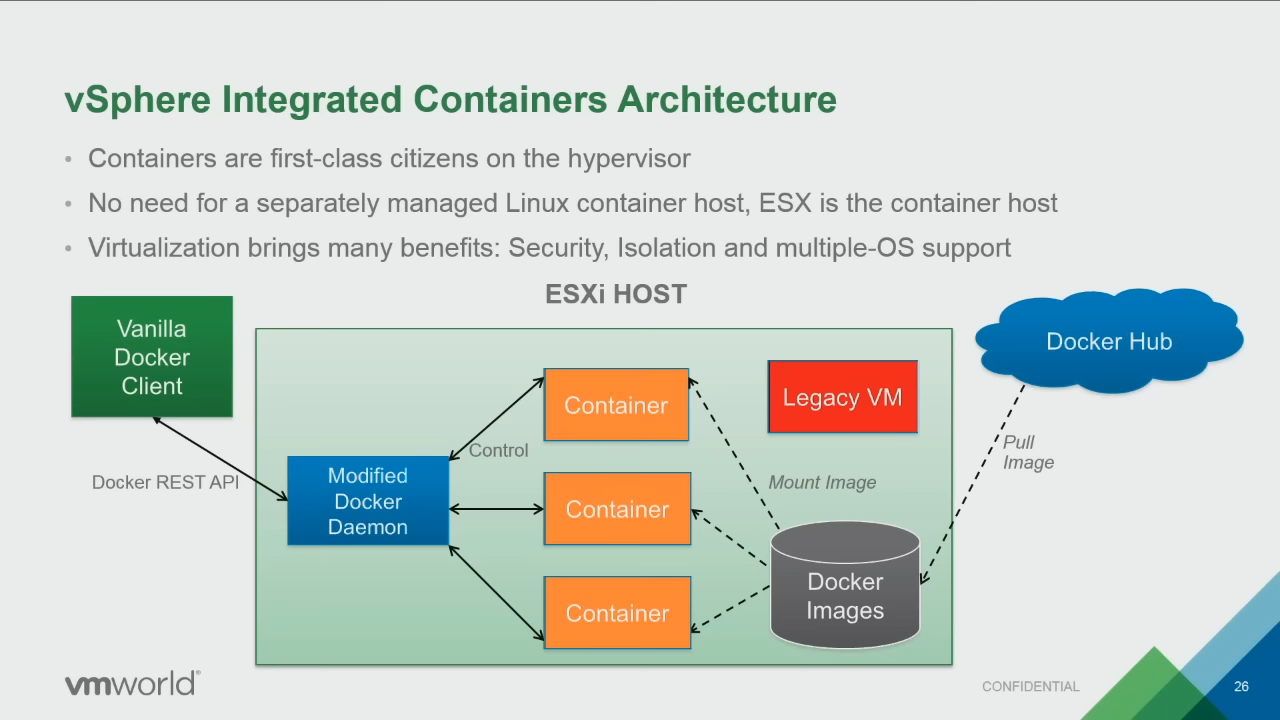 vSphere Integrated Containers Architecture
• Containers are first-class citizens on the hypervisor
• No need for a separately managed Linux container host, ESX is the container host
• Virtualization brings many benefits: Security, Isolation and multiple-OS support
ESXi HOST
Vanilla
Docker
Client
Docker REST API
Modified
Docker
Daemon
Control
Container
Container
Container
Legacy VM
Mount Image
Docker
Images
Docker Hub
Pull
Image
vmworld®
CONFIDENTIAL
26